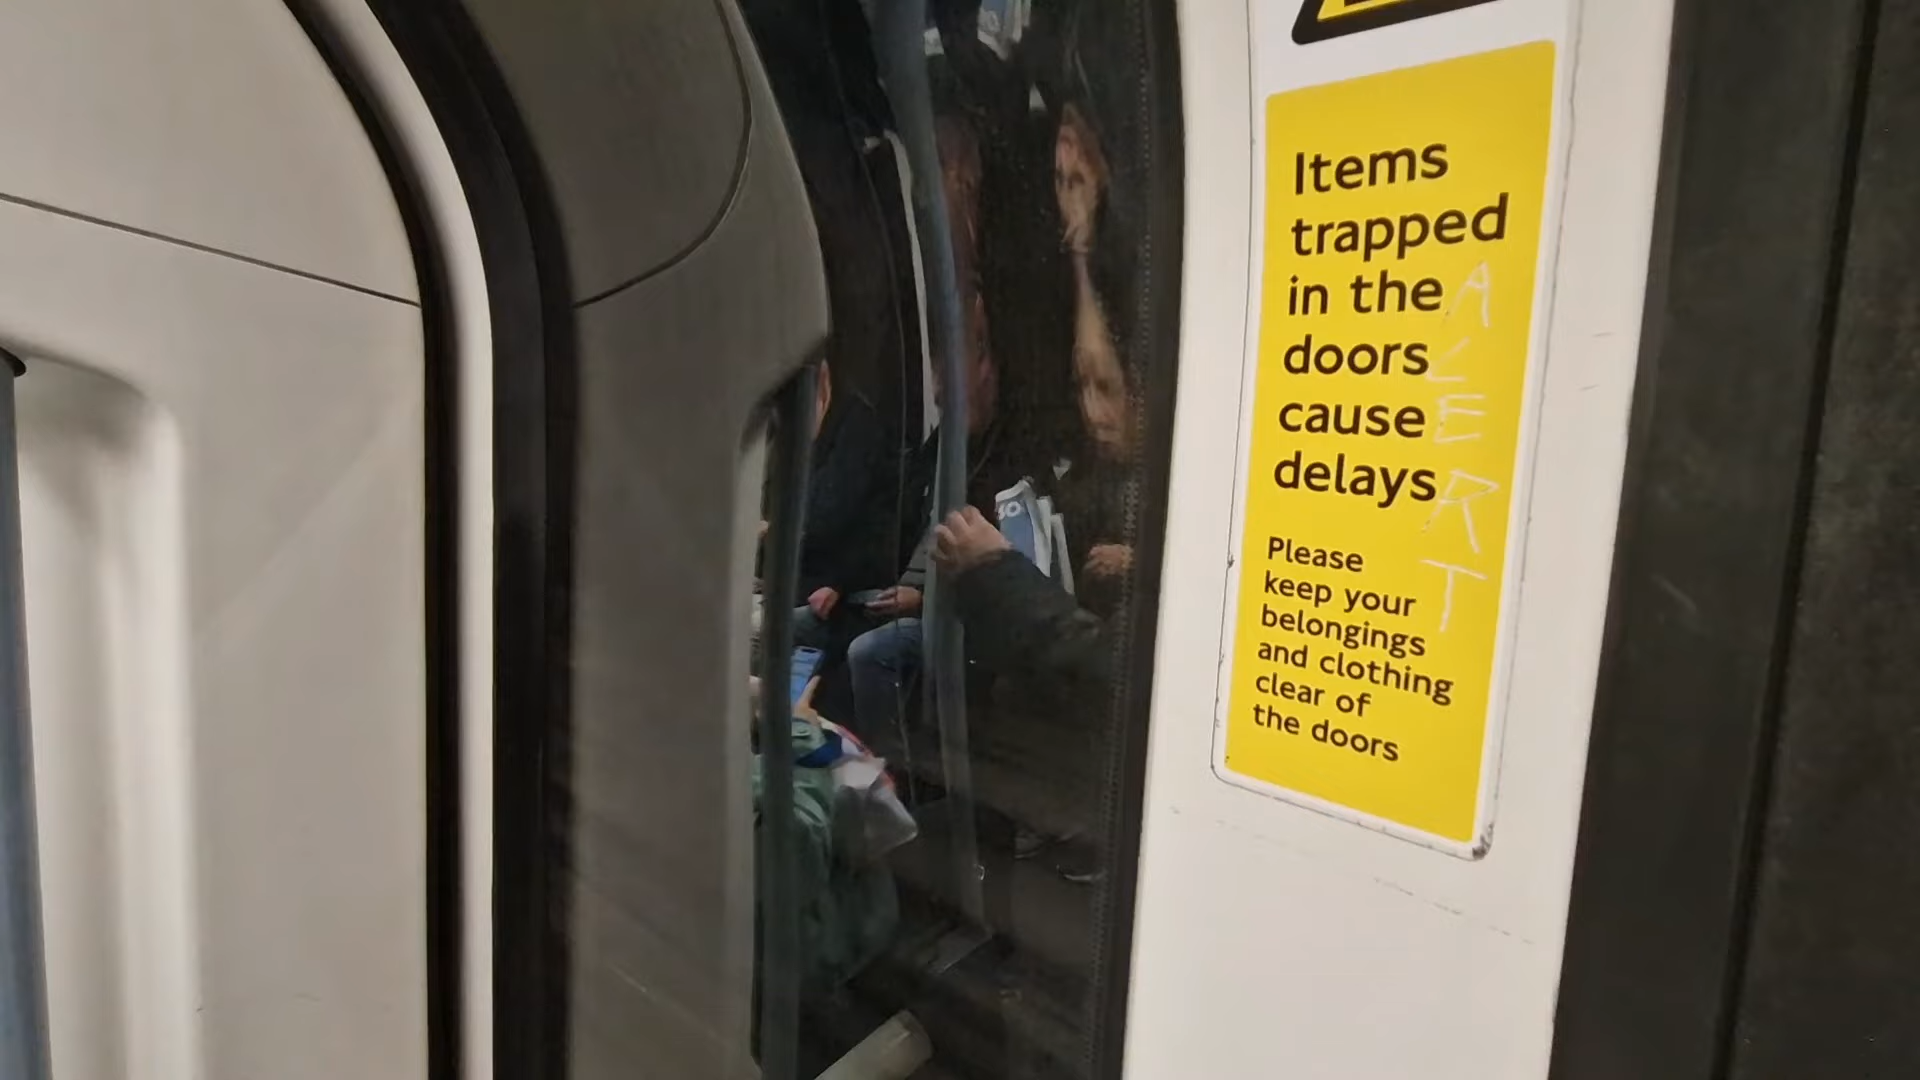 Items
trapped
in the
doors
cause
delays
Please
keep your
belongings
and clothing
clear of
the doors
ALERT